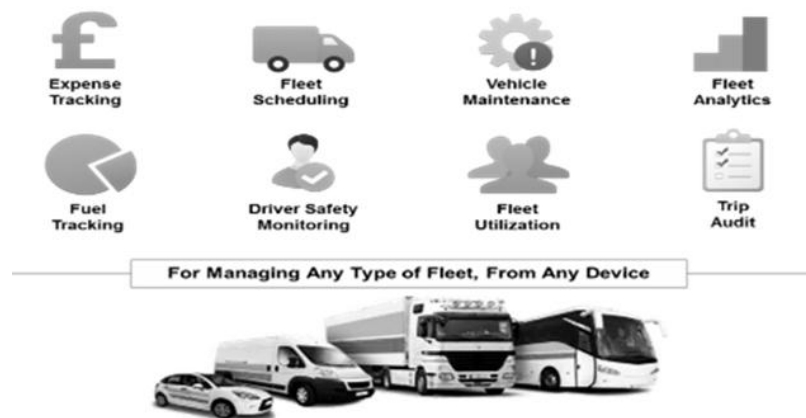 Expense
Tracking
Fleet
Scheduling
Vehicle
Maintenance
Fleet
Analytics
Fuel
Tracking
Driver Safety
Monitoring
Fleet
Utilization
Trip
Audit
For Managing Any Type of Fleet, From Any Device